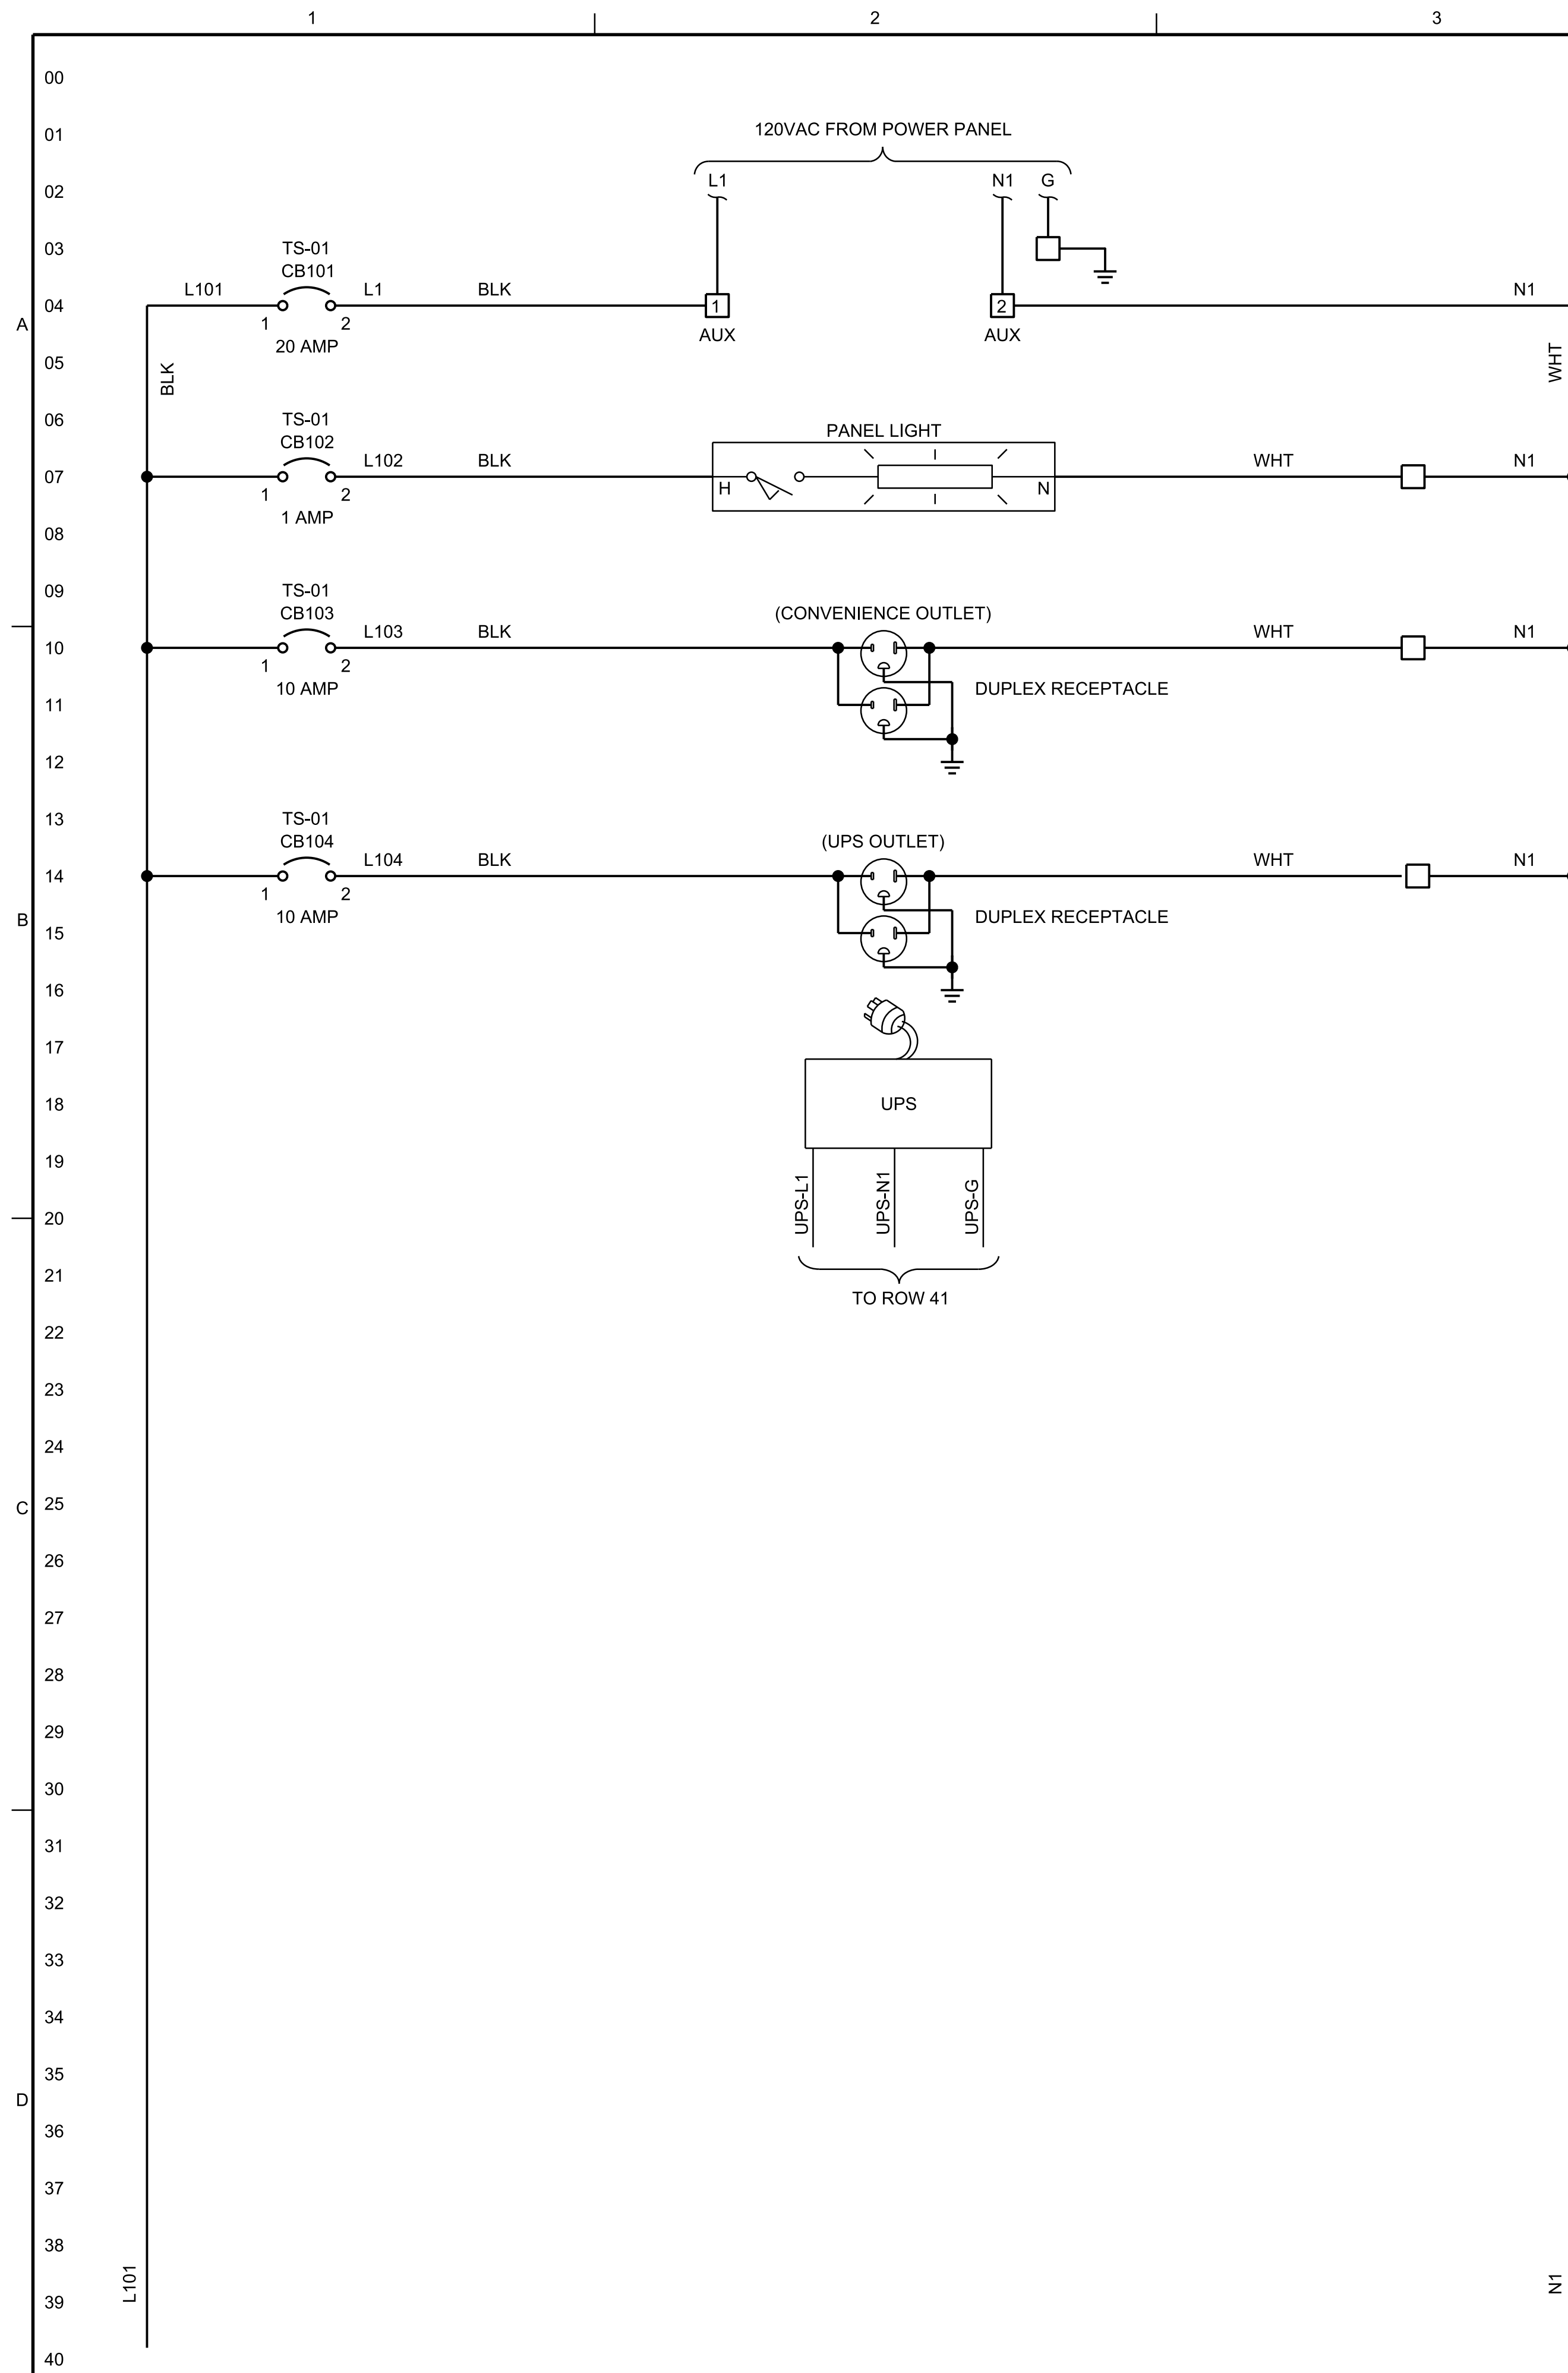 1 2 3
00
01
120VAC FROM POWER PANEL
02
L1 N1 G
03
TS-01
CB101
L101 L1 BLK N1
04
1 2
A
1 2
20 AMP
AUX AUX
05
BLK
WHT
06
TS-01
CB102
PANEL LIGHT
L102 BLK WHT N1
07
H N
1 2
1 AMP
08
09
TS-01
CB103
(CONVENIENCE OUTLET)
L103 BLK WHT N1
10
1 2
10 AMP
DUPLEX RECEPTACLE
11
12
13
TS-01
CB104
(UPS OUTLET)
L104 BLK WHT N1
14
1 2
B
10 AMP
DUPLEX RECEPTACLE
15
16
17
18
UPS
19
UPS-L1
UPS-N1
UPS-G
20
21
TO ROW 41
22
23
24
25
C
26
27
28
29
30
31
32
33
34
35
D
36
37
38
L101
N1
39
40